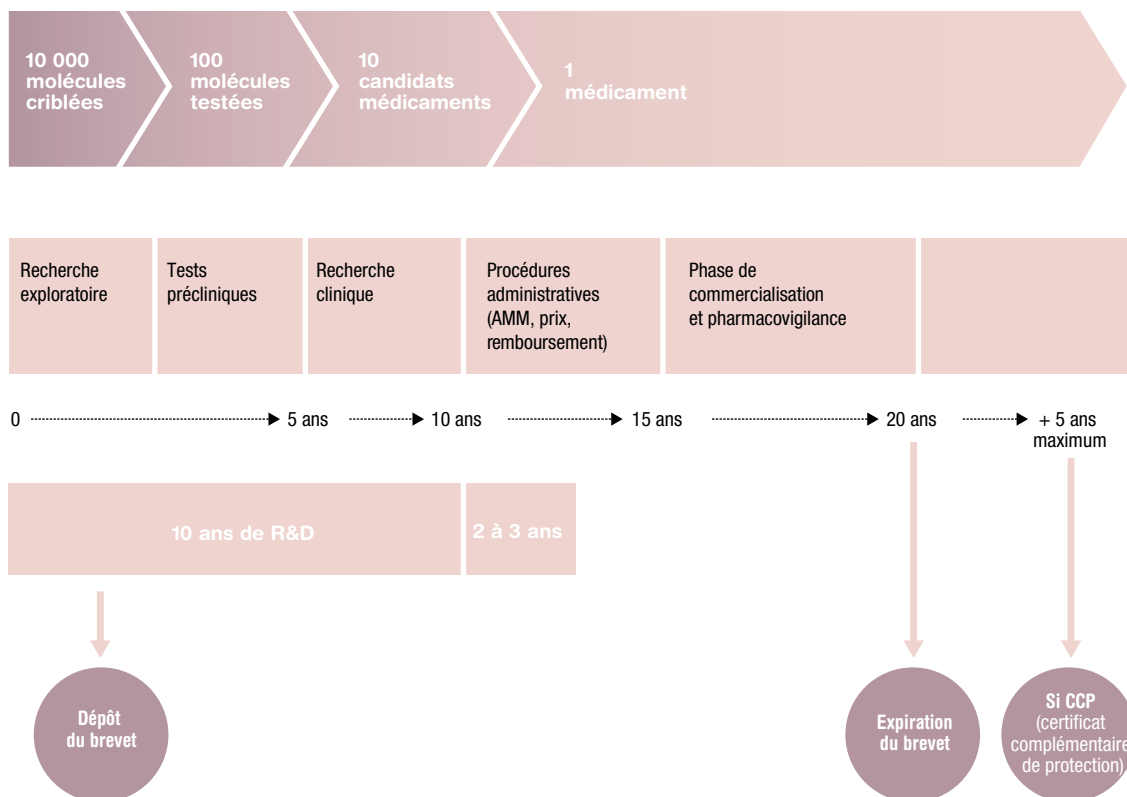 10 000
molécules
criblées
100
molécules
testées
10
candidats
médicaments
1
médicament
Recherche
exploratoire
Tests
précliniques
Recherche
clinique
Procédures
administratives
(AMM, prix,
remboursement)
Phase de
commercialisation
et pharmacovigilance
0
5 ans
10 ans
15 ans
20 ans
+ 5 ans
maximum
10 ans de R&D
2 à 3 ans
Dépôt
du brevet
Expiration
du brevet
Si CCP
(certificat
complémentaire
de protection)